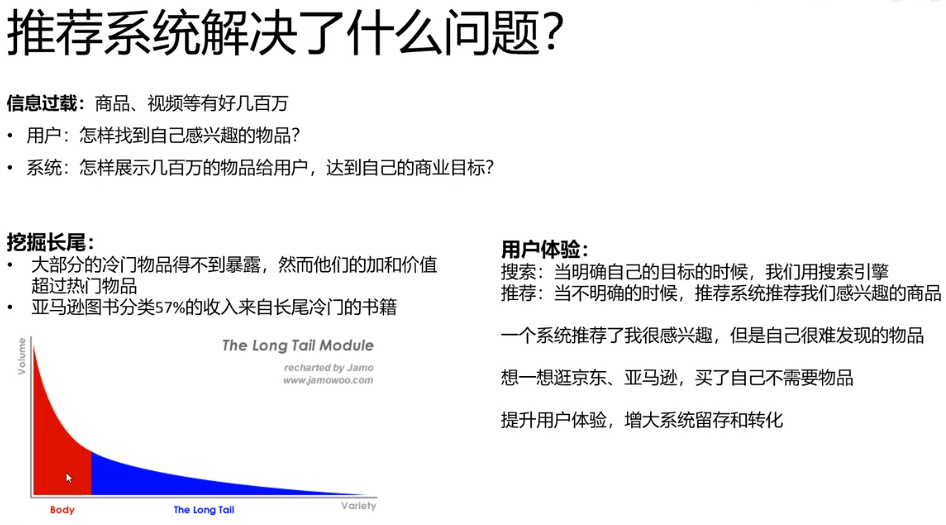 推荐系统解决了什么问题？
信息过载：商品、视频等有好几百万
• 用户：怎样找到自己感兴趣的物品？
• 系统：怎样展示几百万的物品给用户，达到自己的商业目标？
挖掘长尾：
• 大部分的冷门物品得不到暴露，然而他们的加和价值
超过热门物品
• 亚马逊图书分类57%的收入来自长尾冷门的书籍
Volume
The Long Tail Module
recharted by Jamo
www.jamowoo.com
Body
The Long Tail
Variety
用户体验：
搜索：当明确自己的目标的时候，我们用搜索引擎
推荐：当不明确的时候，推荐系统推荐我们感兴趣的商品
一个系统推荐了我很感兴趣，但是自己很难发现的物品
想一想逛京东、亚马逊，买了自己不需要物品
提升用户体验，增大系统留存和转化